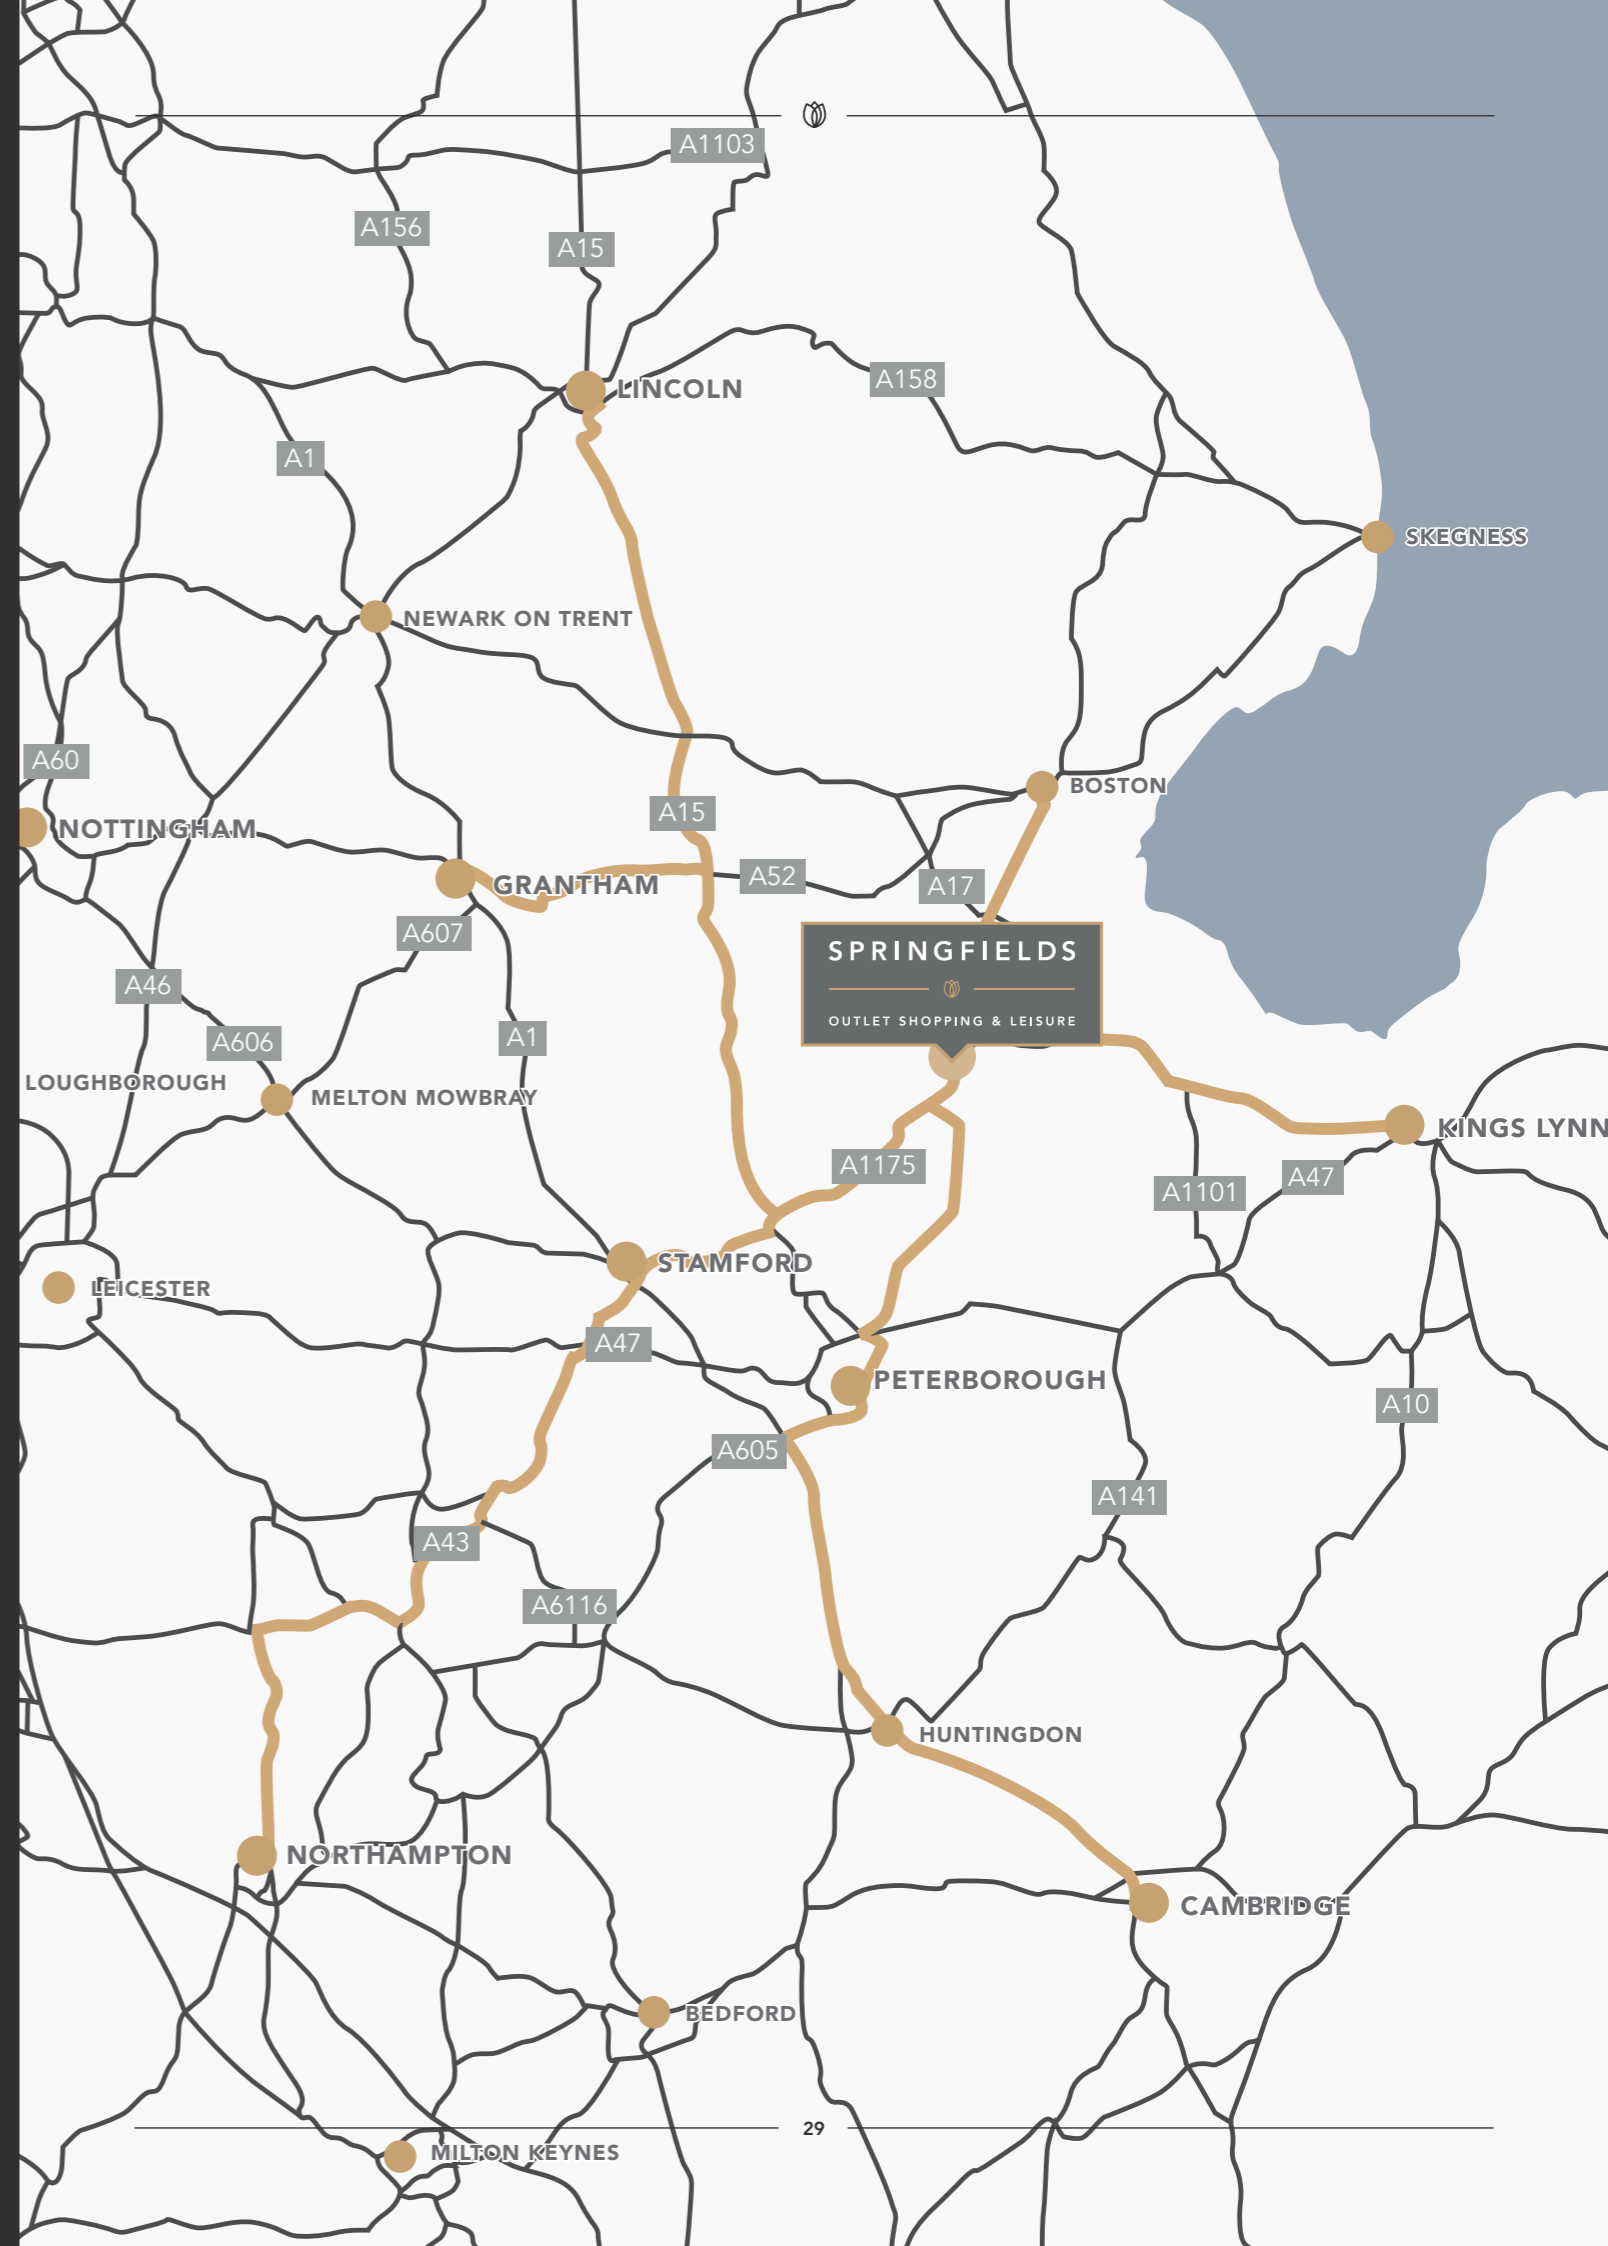 A1103
A156
A15
A158
LINCOLN
A1
SKEGNESS
NEWARK ON TRENT
A60
BOSTON
A15
NOTTINGHAM
A52
GRANTHAM
A17
A607
SPRINGFIELDS
A46
OUTLET SHOPPING & LEISURE
A1
A606
LOUGHBOROUGH
MELTON MOWBRAY
KINGS LYNN
A1175
A47
A1101
STAMFORD
LEICESTER
A47
PETERBOROUGH
A10
A605
A141
A43
A6116
HUNTINGDON
NORTHAMPTON
CAMBRIDGE
BEDFORD
29
MILTON KEYNES